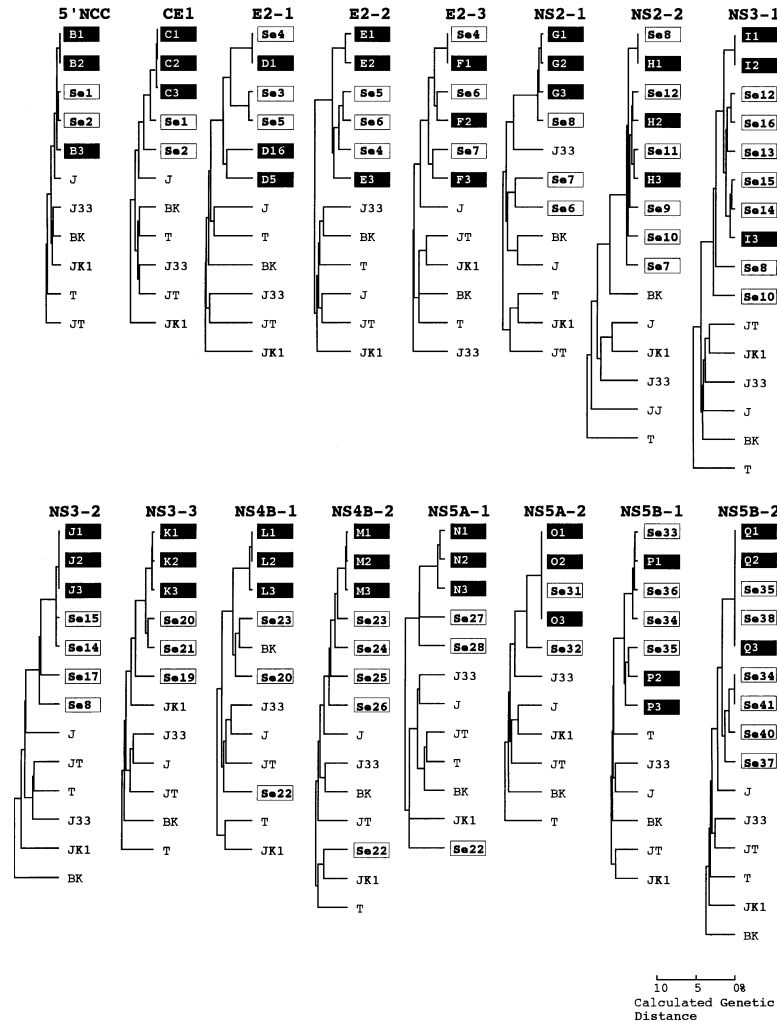 5'NCC CE1 E2-1 E2-2 E2-3 NS2-1 NS2-2 NS3-1
B1 C1 Se4 E1 Se4 G1 Se8 I1
B2 C2 D1 E2 F1 G2 H1 I2
Se1 C3 Se3 Se5 Se6 G3 Se12 Se12
Se2 Se1 Se5 Se6 F2 Se8 H2 Se16
B3 Se2 D16 Se4 Se7 J33 Se11 Se13
J J D5 E3 F3 Se7 H3 Se15
J33 BK J J33 J Se6 Se9 Se14
BK T T BK JT BK Se10 I3
JK1 J33 BK T JK1 J Se7 Se8
T JT J33 J BK T BK Se10
JT JK1 JT JT T JK1 J JT
JK1 JK1 J33 JT JK1 JK1
J33 J33
JJ J
T BK
T
NS3-2 NS3-3 NS4B-1 NS4B-2 NS5A-1 NS5A-2 NS5B-1 NS5B-2
J1 K1 L1 M1 N1 O1 Se33 Q1
J2 K2 L2 M2 N2 O2 P1 Q2
J3 K3 L3 M3 N3 Se31 Se36 Se35
Se15 Se20 Se23 Se23 Se27 O3 Se34 Se38
Se14 Se21 BK Se24 Se28 Se32 Se35 Q3
Se17 Se19 Se20 Se25 J33 J33 P2 Se34
Se8 JK1 J33 Se26 J J P3 Se41
J J33 J J JT JK1 T Se40
JT J JT J33 T JT J33 Se37
T JT Se22 BK BK BK J J
J33 BK T JT JK1 T BK J33
JK1 T JK1 Se22 Se22 JT JT
BK JK1 JK1 T
T JK1
BK
10 5 0%
Calculated Genetic
Distance